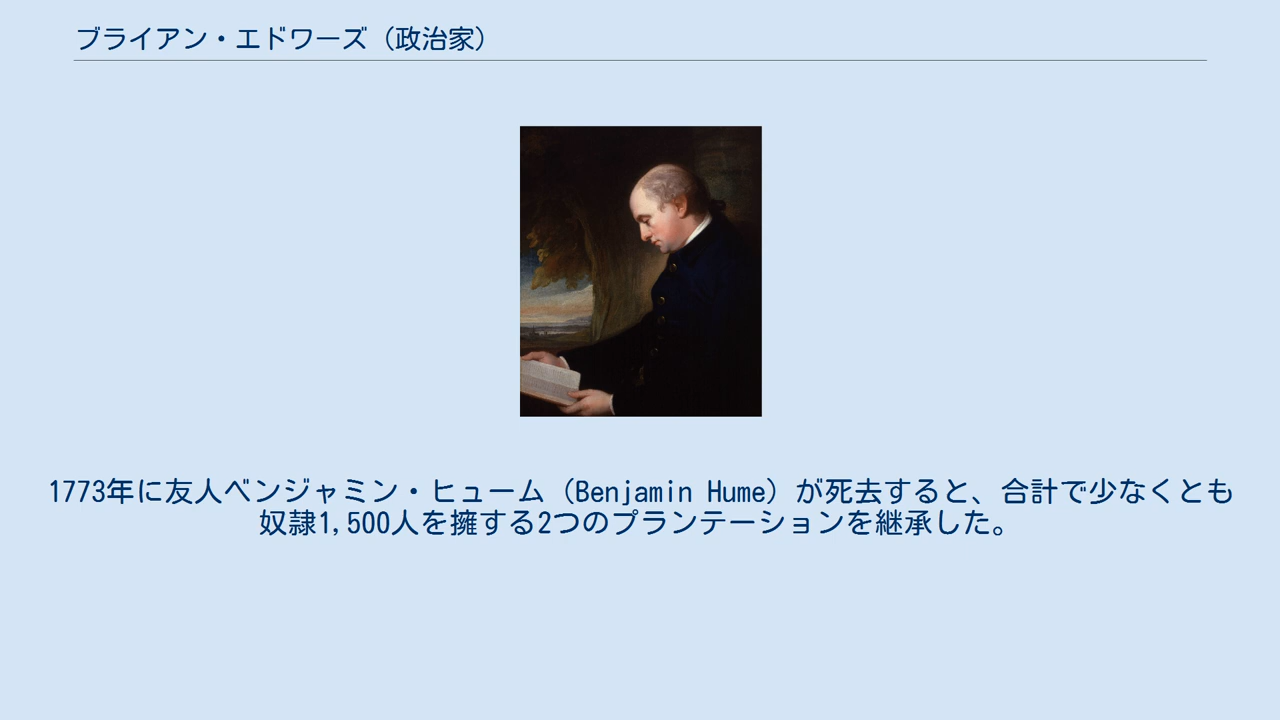 ブライアン・エドワーズ（政治家）
1773年に友人ベンジャミン・ヒューム（Benjamin Hume）が死去すると、合計で少なくとも
奴隷1,500人を擁する2つのプランテーションを継承した。